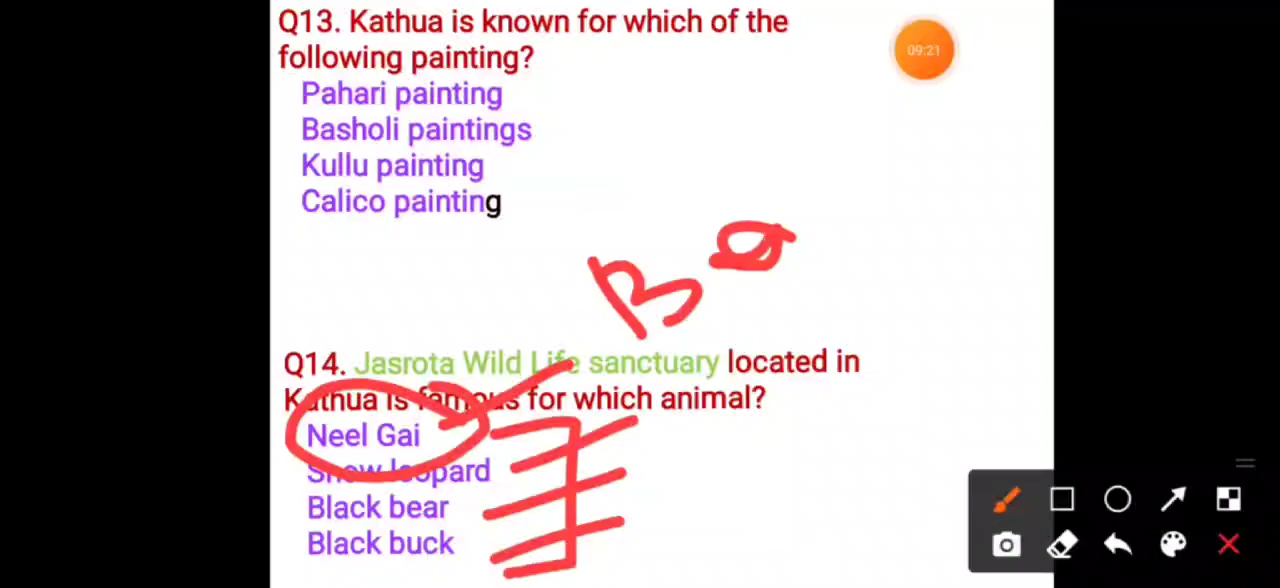 Q13. Kathua is known for which of the
following painting?
Pahari painting
Basholi paintings
Kullu painting
Calico painting
09:21
B
Q14. Jasrota Wild Life sanctuary located in
Kathua is famous for which animal?
Neel Gai
Snow leopard
Black bear
Black buck